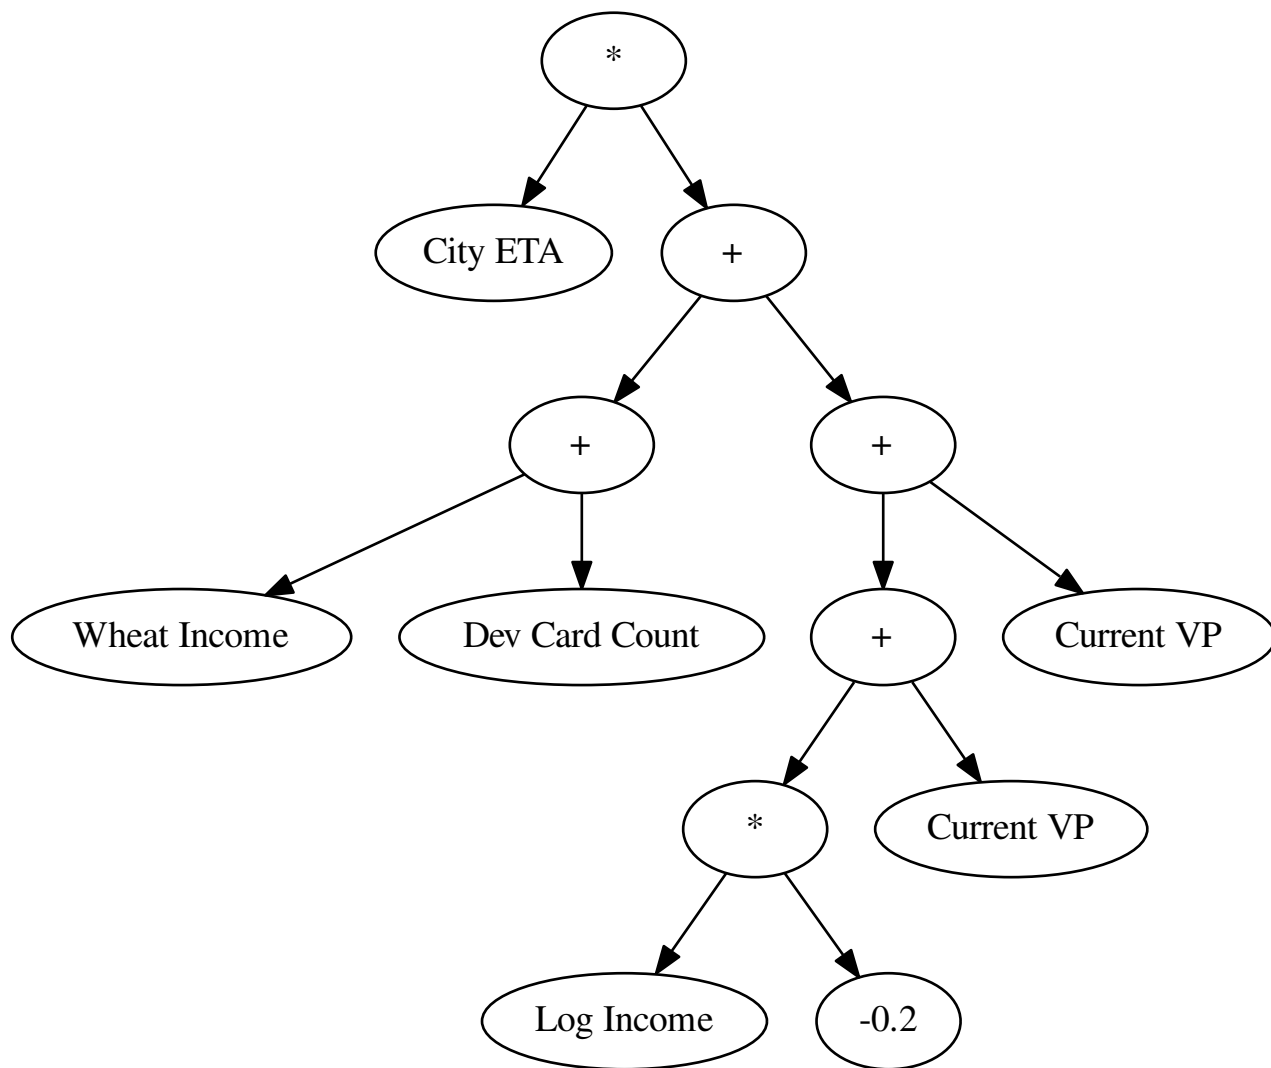 *
City ETA
+
+
+
Wheat Income
Dev Card Count
+
Current VP
*
Current VP
Log Income
-0.2